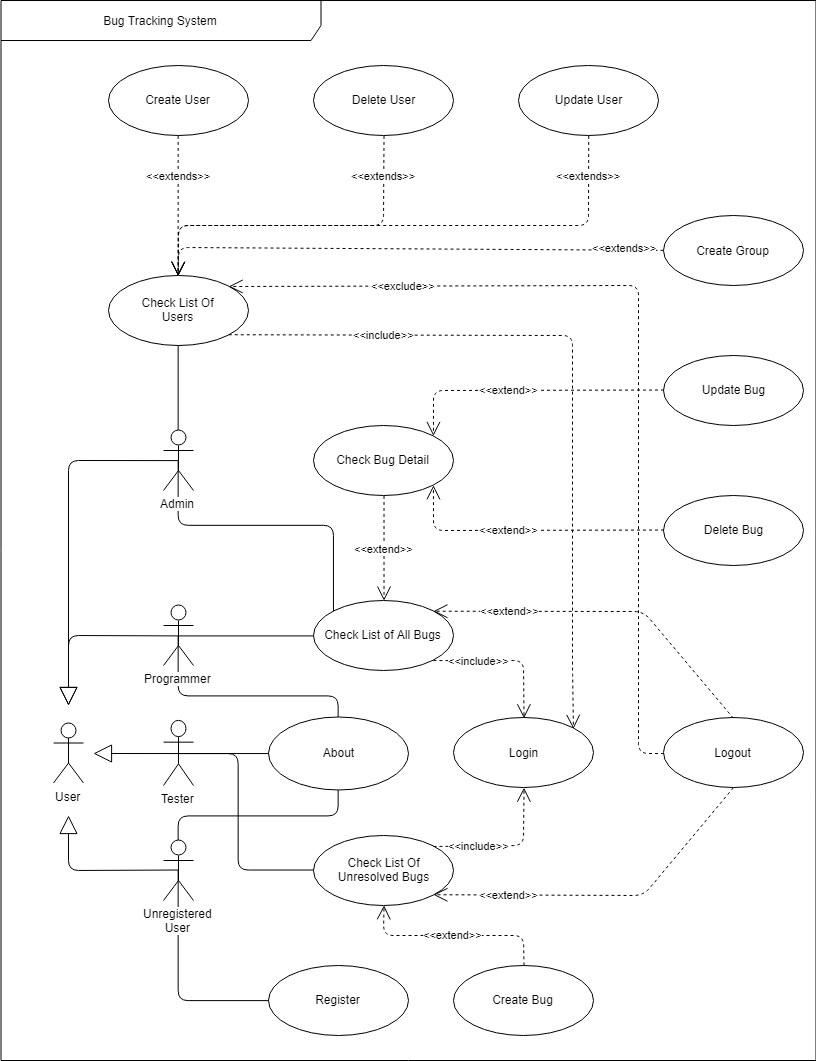 Bug Tracking System
Create User
Delete User
Update User
<<extends>>
<<extends>>
<<extends>>
<<extends>>
Create Group
<<exclude>>
Check List Of
Users
<<include>>
<<extend>>
Update Bug
Check Bug Detail
Admin
<<extend>>
Delete Bug
<<extend>>
<<extend>>
Check List of All Bugs
<<include>>
Programmer
About
Login
Logout
User
Tester
<<include>>
Check List Of
Unresolved Bugs
<<extend>>
Unregistered
User
<<extend>>
Register
Create Bug